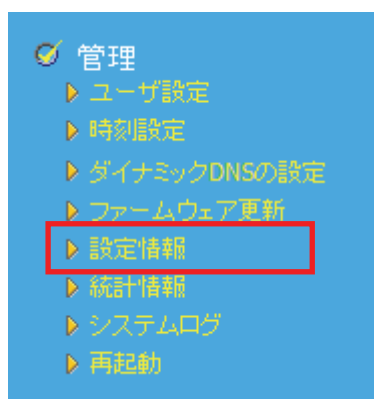 管理
ユーザ設定
時刻設定
ダイナミックDNSの設定
ファームウェア更新
設定情報
統計情報
システムログ
再起動